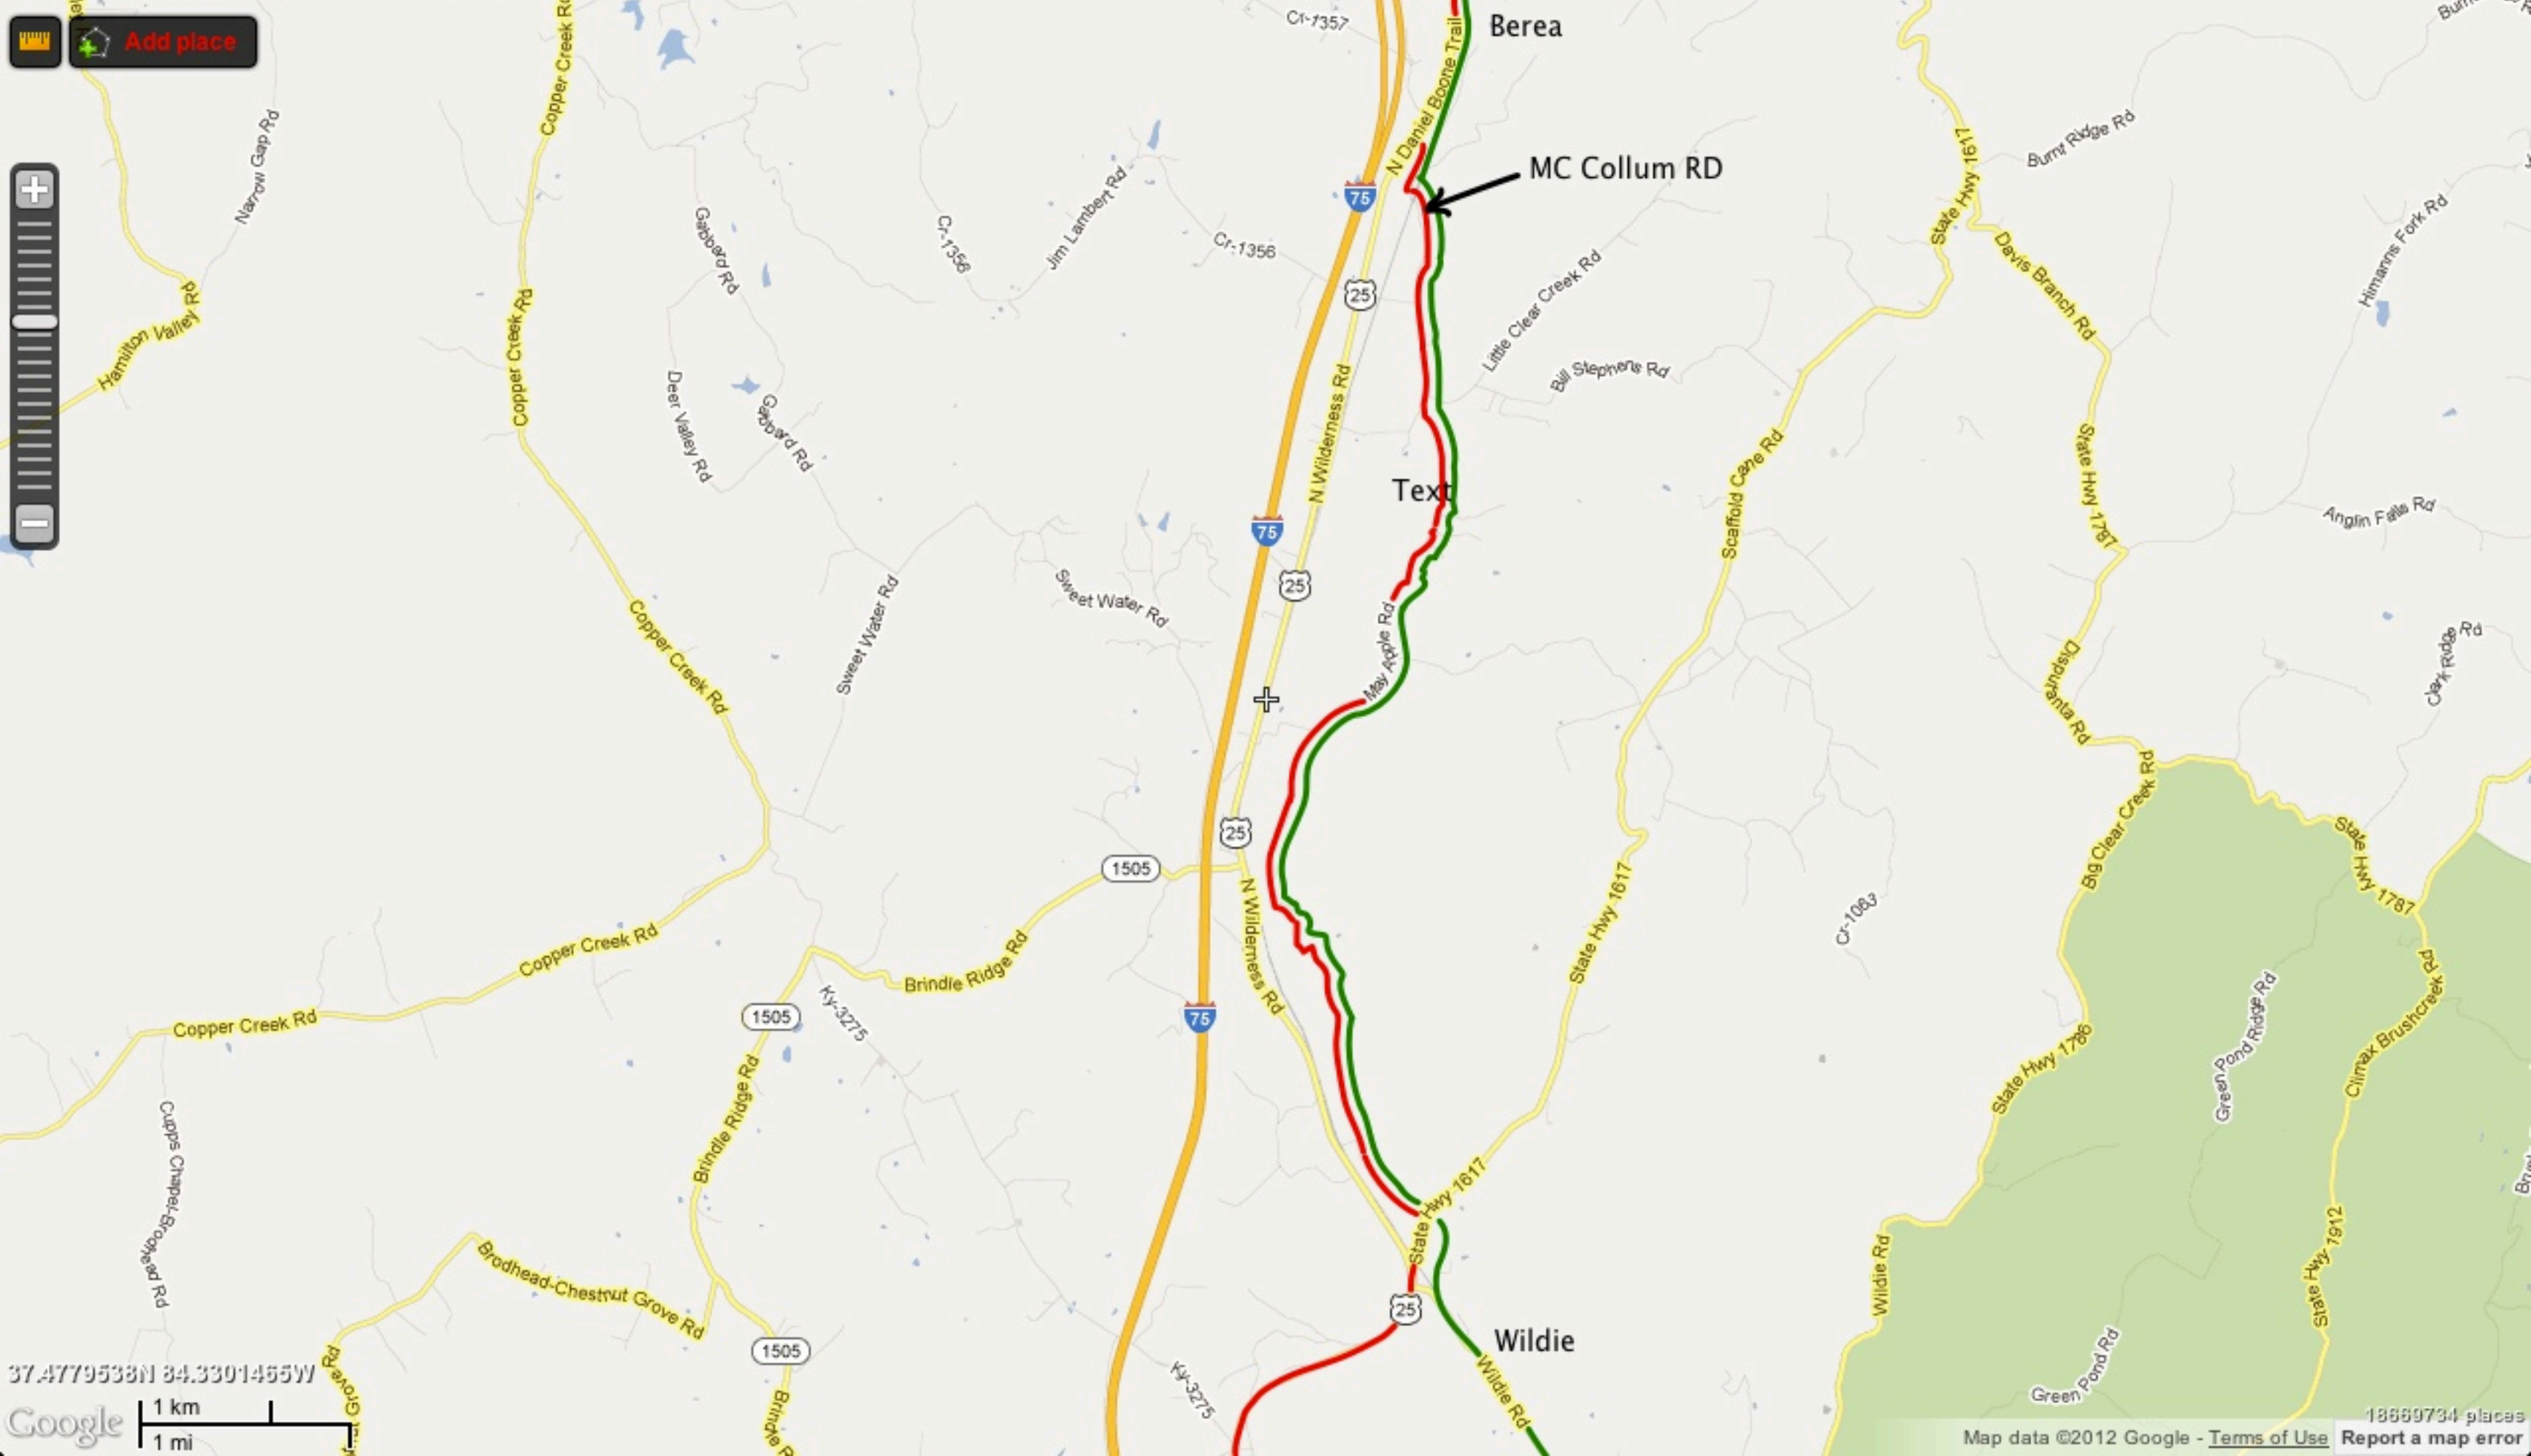 Add place
Copper Creek Rd
Cr-1357
N Daniel Boone Trail
Berea
Narrow Gap Rd
MC Collum RD
State Hwy 1617
Burnt Ridge Rd
75
Gabbard Rd
Cr-1356
Jim Lambert Rd
Cr-1356
State Hwy 1617
Davis Branch Rd
Himanns Fork Rd
Hamilton Valley Rd
Copper Creek Rd
25
Little Clear Creek Rd
Bill Stephens Rd
Deer Valley Rd
Gabbard Rd
N Wilderness Rd
Text
Scaffold Cane Rd
State Hwy 1787
Anglin Falls Rd
75
25
Sweet Water Rd
Sweet Water Rd
Copper Creek Rd
May Apple Rd
Disputanta Rd
Clark Ridge Rd
25
1505
Big Clear Creek Rd
State Hwy 1787
N Wilderness Rd
State Hwy 1617
Cr-1063
Copper Creek Rd
Brindle Ridge Rd
Copper Creek Rd
1505
Ky-3275
75
Green Pond Ridge Rd
Climax Brushcreek Rd
State Hwy 1786
Brindle Ridge Rd
Cupps Chapel-Brodhead Rd
State Hwy 1617
Brodhead-Chestnut Grove Rd
Wildie Rd
State Hwy 1912
25
Wildie
1505
Ky-3275
Wildie Rd
Green Pond Rd
37.4779538N 84.3301465W
Google
1 km
1 mi
18669734 places
Map data ©2012 Google - Terms of Use
Report a map error